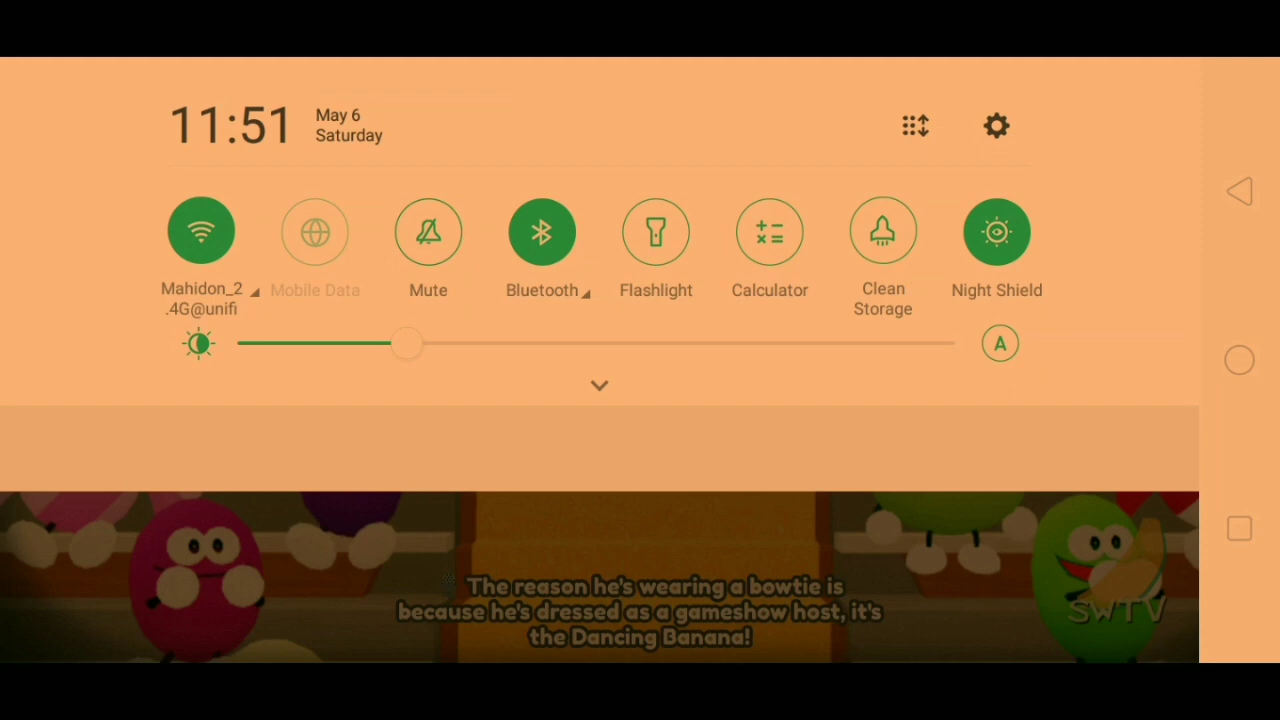 11:51
May 6
Saturday
Mahidon_2
.4G@unifi
Mobile Data
Mute
Bluetooth
Flashlight
Calculator
Clean
Storage
Night Shield
A
The reason he's wearing a bowtie is
because he's dressed as a gameshow host, it's
the Dancing Banana!
SWTV